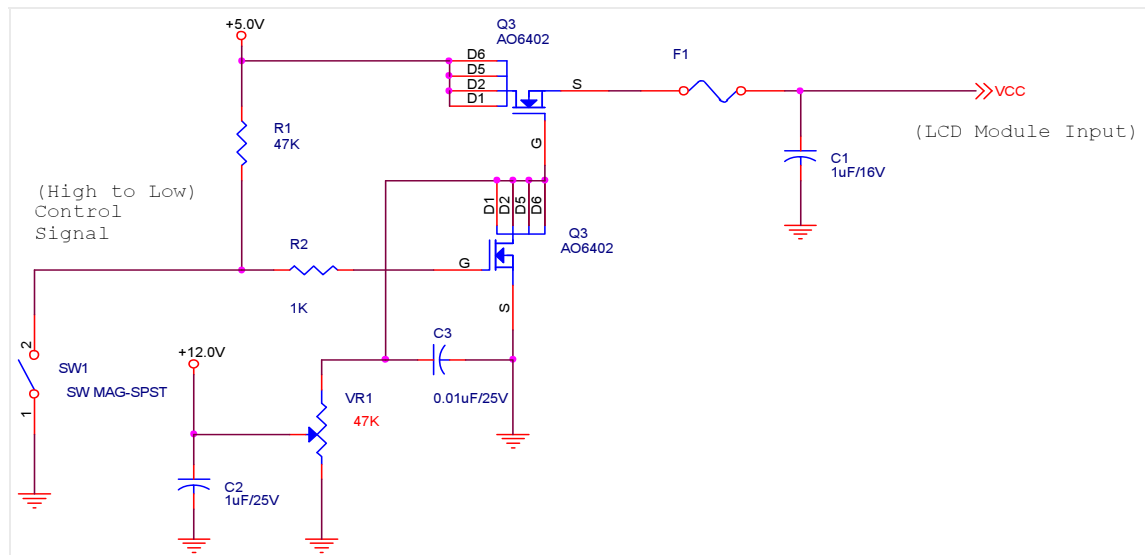 +5.0V
Q3
AO6402
D6
D5
D2
D1
S
G
F1
VCC
(LCD Module Input)
R1
47K
C1
1uF/16V
(High to Low)
Control
Signal
D1
D2
D5
D6
Q3
AO6402
R2
1K
G
S
2
1
SW1
SW MAG-SPST
+12.0V
C3
0.01uF/25V
VR1
47K
C2
1uF/25V